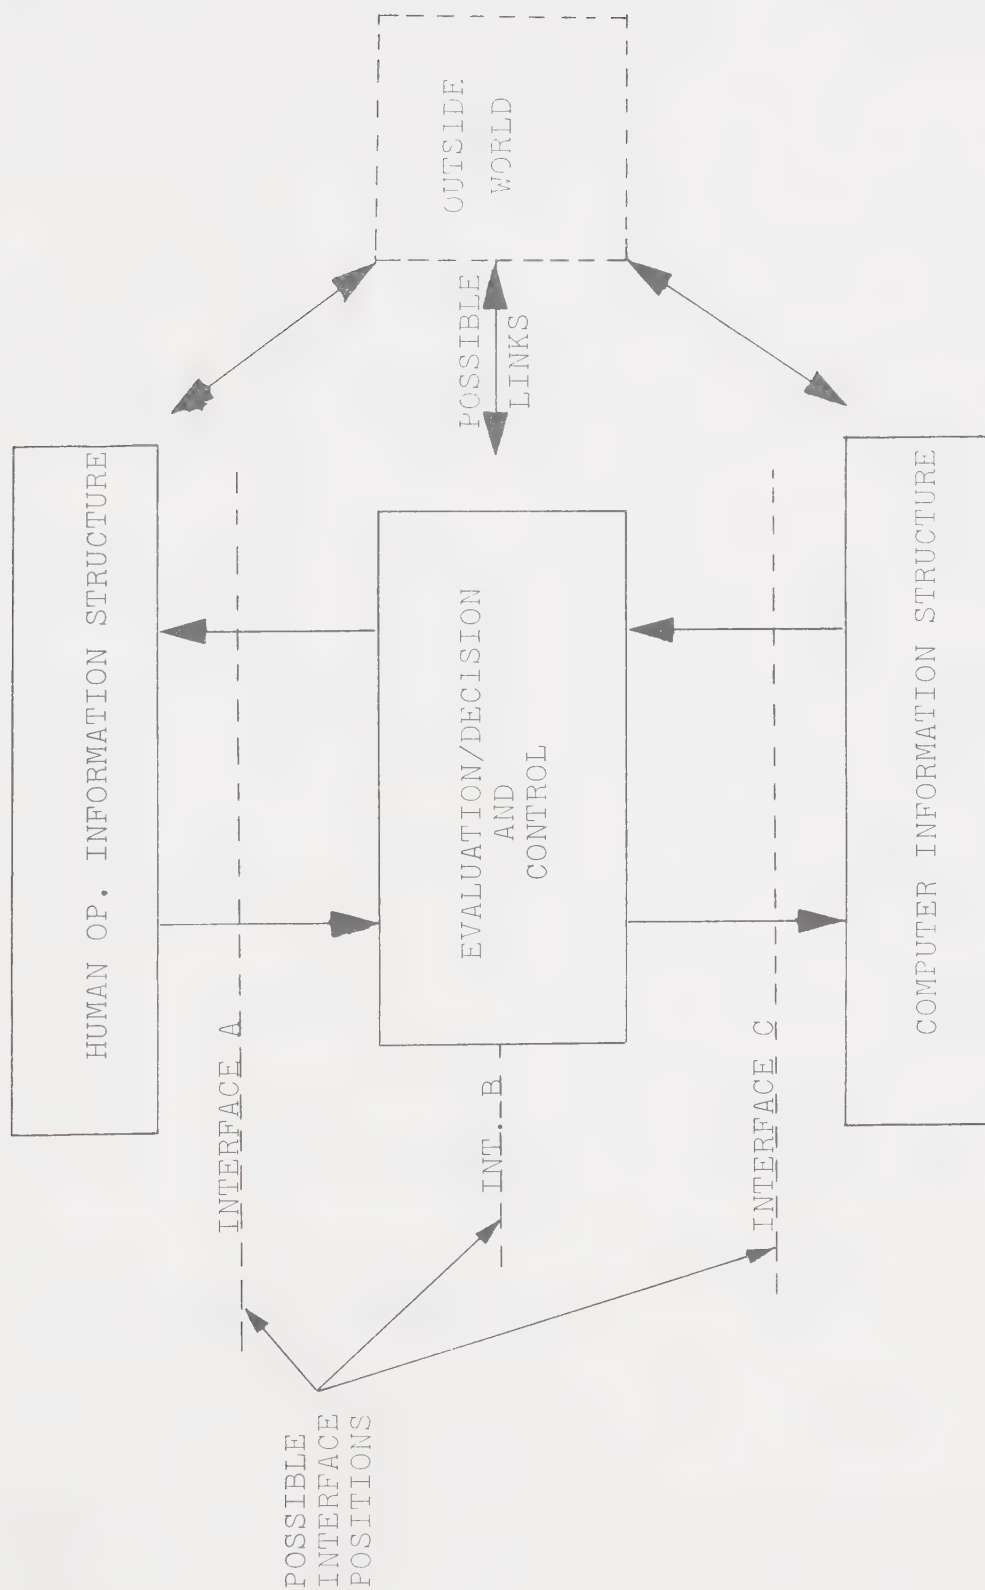 HUMAN OP. INFORMATION STRUCTURE
INTERFACE A
POSSIBLE
INTERFACE
POSITIONS
INT. B
EVALUATION/DECISION
AND
CONTROL
POSSIBLE
LINKS
OUTSIDE
WORLD
INTERFACE C
COMPUTER INFORMATION STRUCTURE